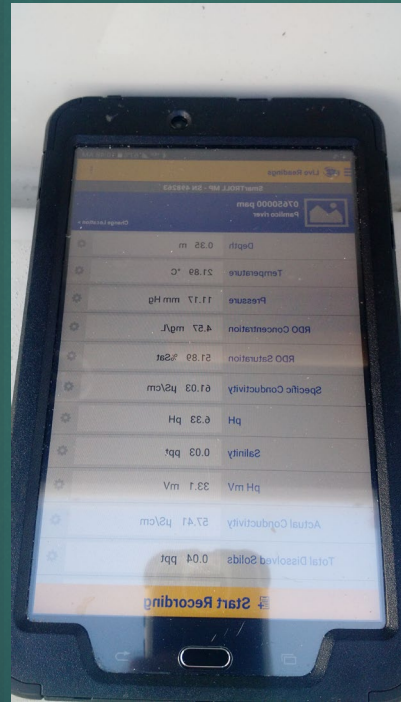 Live Readings
SmarTROLL MP - SN 418263
07650000 pam
Pamlico river
Change Location
Depth 0.35 m
Temperature 21.89 °C
Pressure 11.17 mm Hg
RDO Concentration 4.57 mg/L
RDO Saturation 51.89 %Sat
Specific Conductivity 61.03 µS/cm
pH 6.33 pH
Salinity 0.03 ppt
pH mV 33.1 mV
Actual Conductivity 57.41 µS/cm
Total Dissolved Solids 0.04 ppt
Start Recording